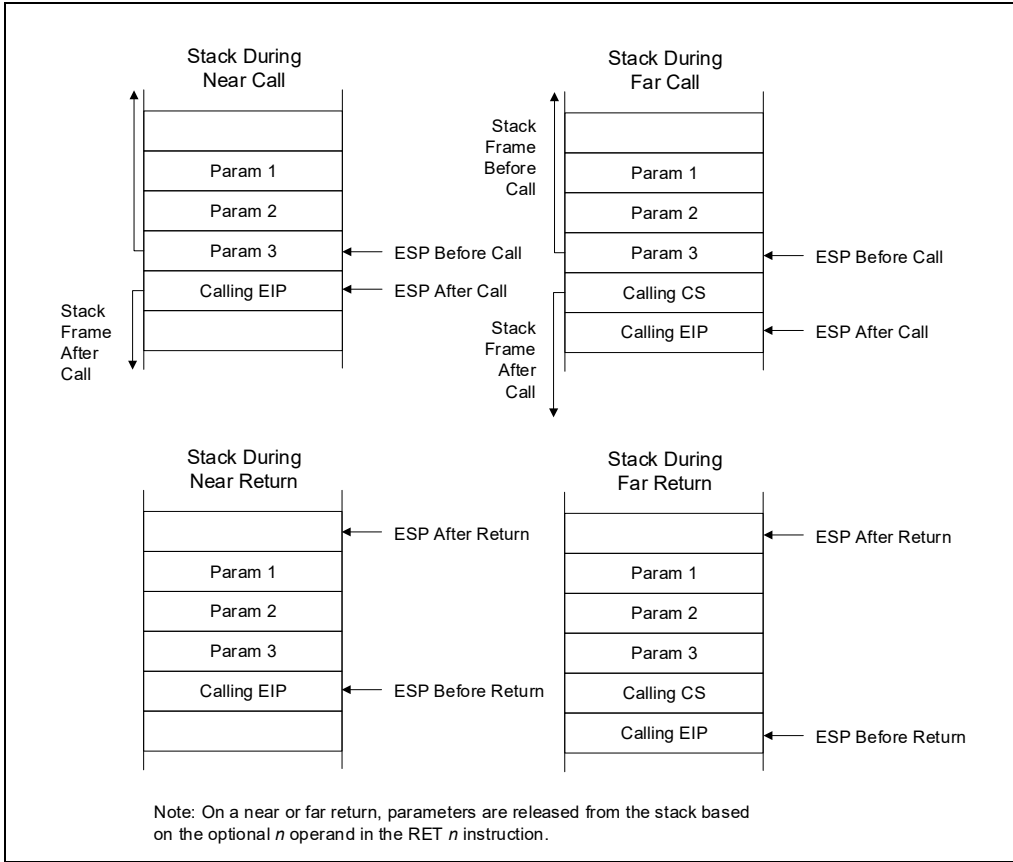 Stack During
Near Call
Param 1
Param 2
Param 3
Calling EIP
ESP Before Call
ESP After Call
Stack
Frame
After
Call
Stack During
Far Call
Stack
Frame
Before
Call
Param 1
Param 2
Param 3
Calling CS
Calling EIP
ESP Before Call
ESP After Call
Stack
Frame
After
Call
Stack During
Near Return
ESP After Return
Param 1
Param 2
Param 3
Calling EIP
ESP Before Return
Stack During
Far Return
ESP After Return
Param 1
Param 2
Param 3
Calling CS
Calling EIP
ESP Before Return
Note: On a near or far return, parameters are released from the stack based
on the optional n operand in the RET n instruction.